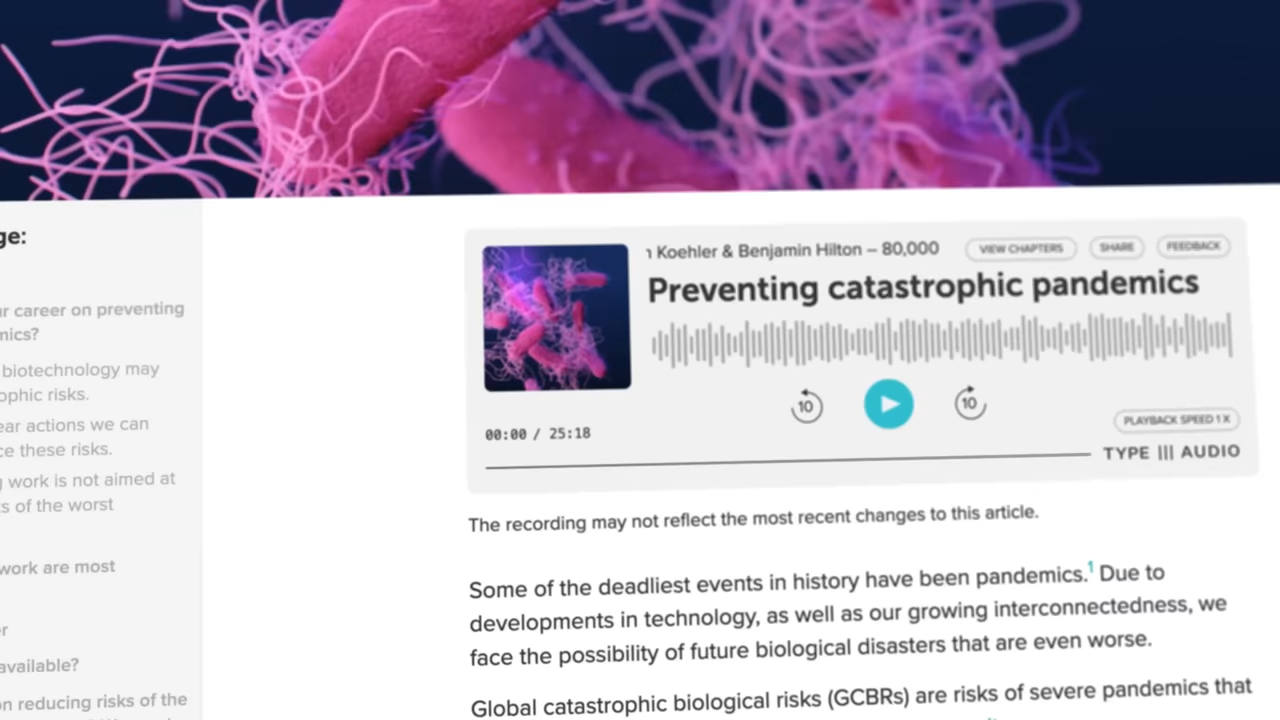 ge:
r career on preventing
mics?
biotechnology may
ophic risks.
ear actions we can
ce these risks.
g work is not aimed at
s of the worst
work are most
er
available?
on reducing risks of the
Koehler & Benjamin Hilton – 80,000
VIEW CHAPTERS
SHARE
FEEDBACK
Preventing catastrophic pandemics
10
10
00:00 / 25:18
PLAYBACK SPEED 1 X
TYPE ||| AUDIO
The recording may not reflect the most recent changes to this article.
Some of the deadliest events in history have been pandemics.1 Due to
developments in technology, as well as our growing interconnectedness, we
face the possibility of future biological disasters that are even worse.
Global catastrophic biological risks (GCBRs) are risks of severe pandemics that